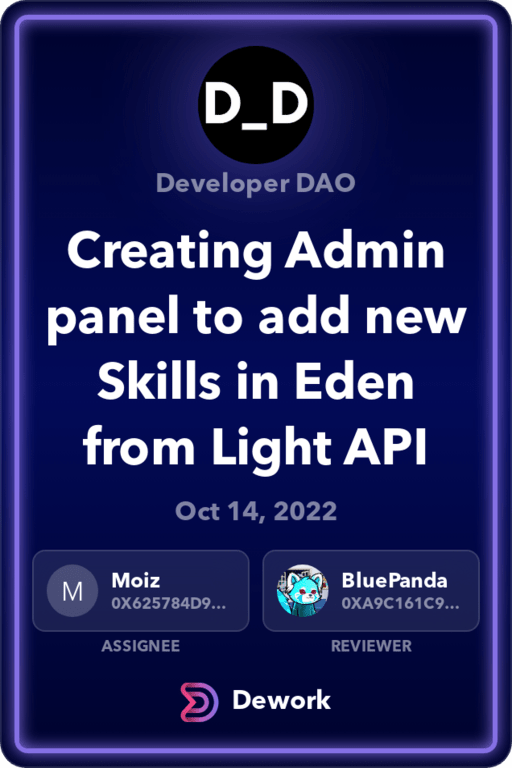 D_D
Developer DAO
Creating Admin
panel to add new
Skills in Eden
from Light API
Oct 14, 2022
M
Moiz
0X625784D9...
BluePanda
0XA9C161C9...
ASSIGNEE
REVIEWER
Dework